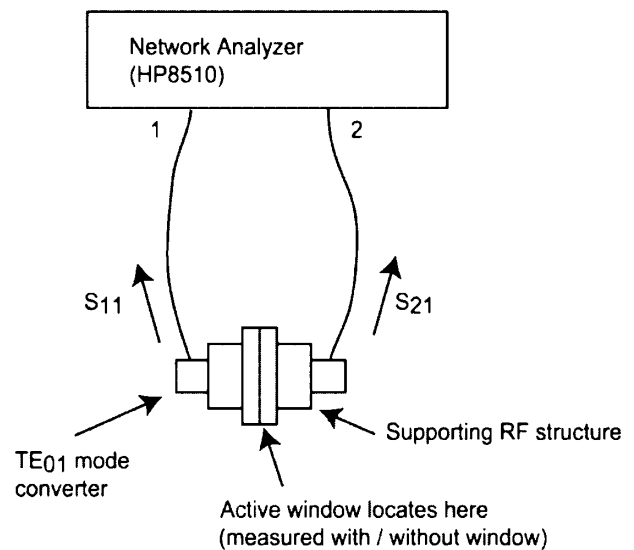 Network Analyzer
(HP8510)
1
2
S11
S21
Supporting RF structure
TE01 mode
converter
Active window locates here
(measured with / without window)